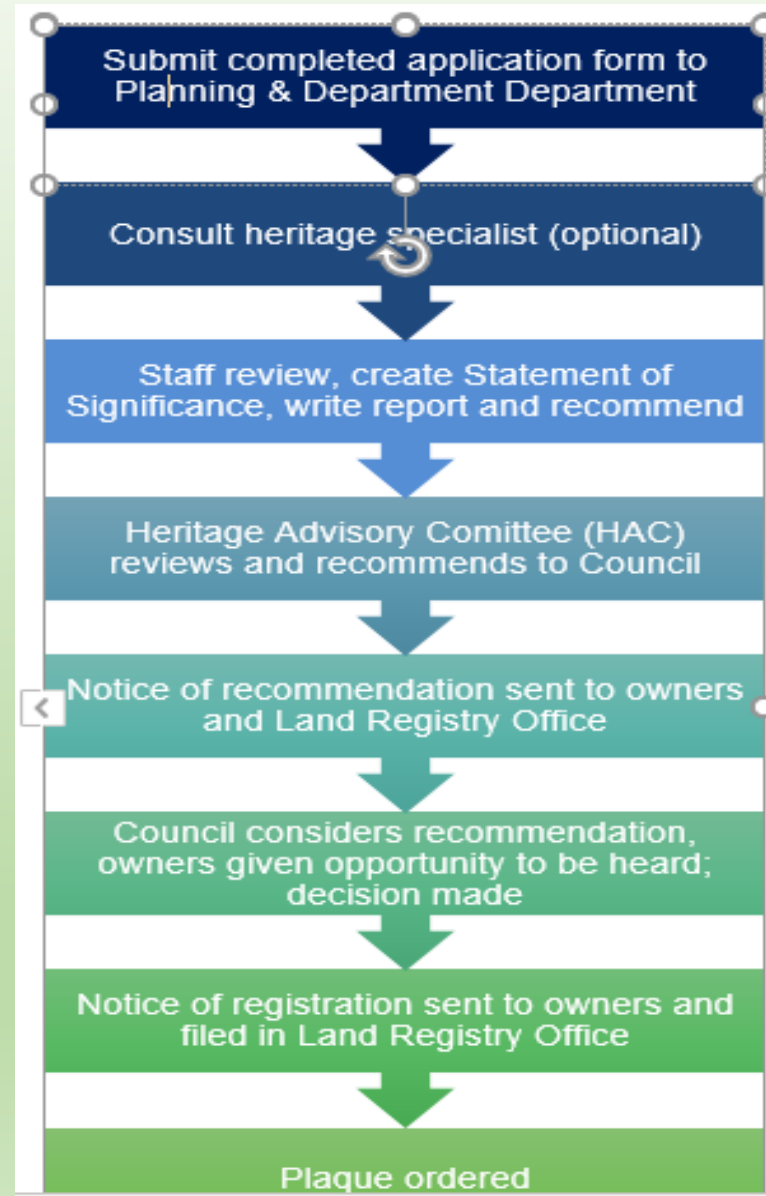 Submit completed application form to
Planning & Department Department
Consult heritage specialist (optional)
Staff review, create Statement of
Significance, write report and recommend
Heritage Advisory Comittee (HAC)
reviews and recommends to Council
Notice of recommendation sent to owners
and Land Registry Office
Council considers recommendation,
owners given opportunity to be heard;
decision made
Notice of registration sent to owners and
filed in Land Registry Office
Plaque ordered